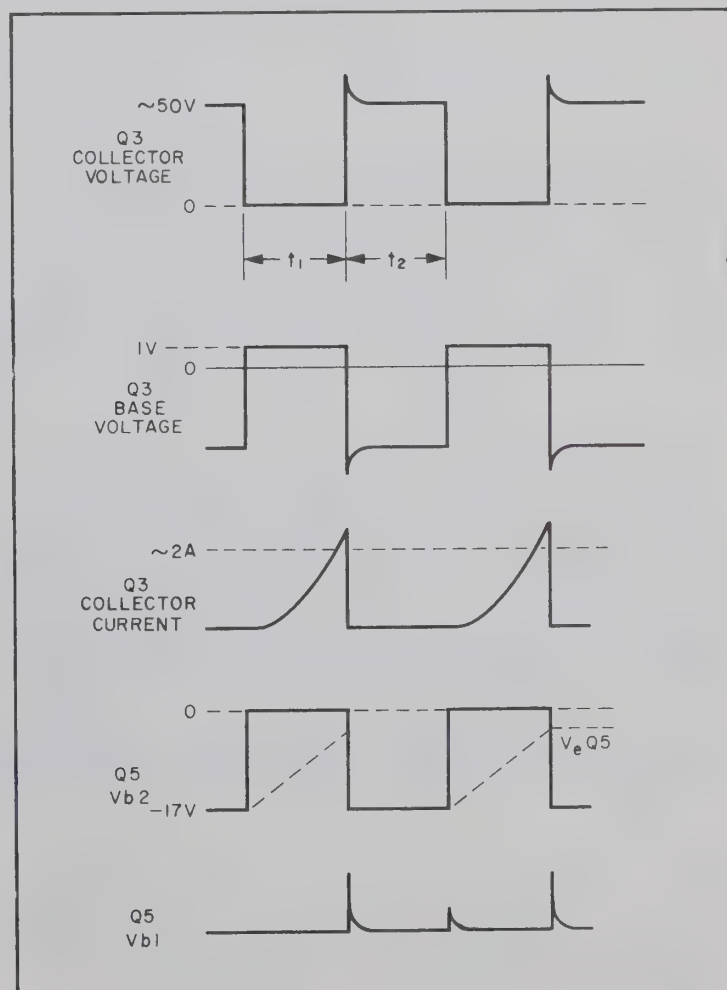 ~50V
Q3
COLLECTOR
VOLTAGE
0
t₁
t₂
1V
0
Q3
BASE
VOLTAGE
~2A
Q3
COLLECTOR
CURRENT
0
VₑQ5
Q5
Vb2
-17V
Q5
Vb1